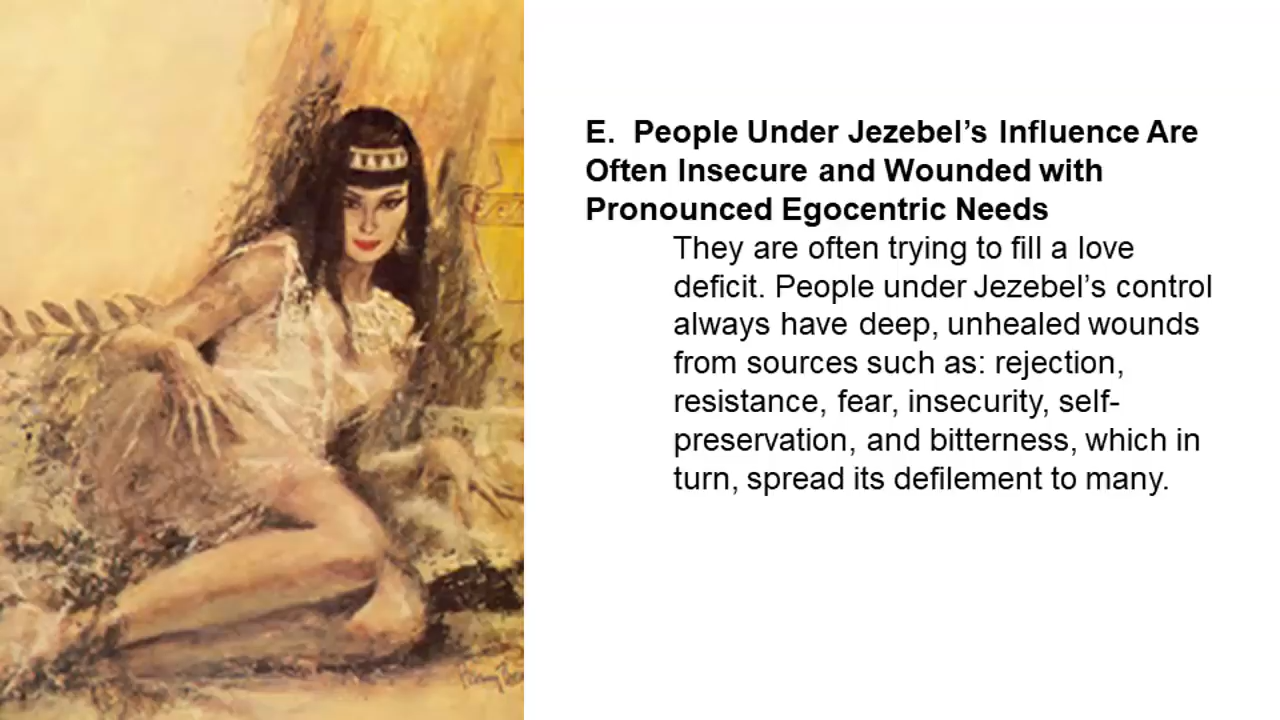 E. People Under Jezebel’s Influence Are
Often Insecure and Wounded with
Pronounced Egocentric Needs
They are often trying to fill a love
deficit. People under Jezebel’s control
always have deep, unhealed wounds
from sources such as: rejection,
resistance, fear, insecurity, self-
preservation, and bitterness, which in
turn, spread its defilement to many.